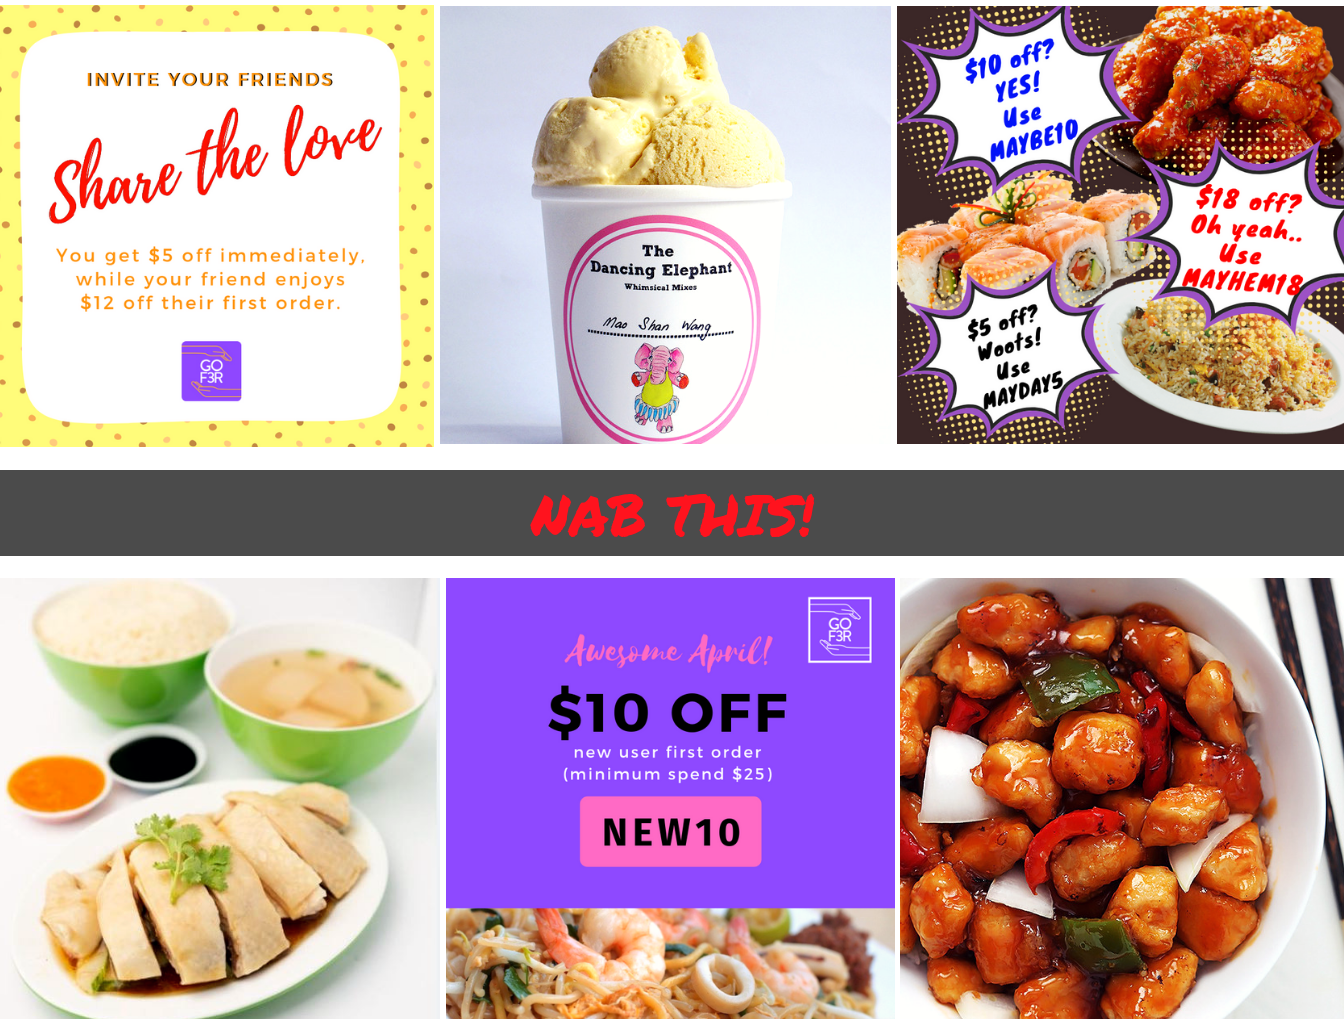 INVITE YOUR FRIENDS
Share the love
You get $5 off immediately,
while your friend enjoys
$12 off their first order.
GO
F3R
The
Dancing Elephant
Whimsical Mixes
Mao Shan Wang
$10 off?
YES!
Use
MAYBE10
$18 off?
Oh yeah..
Use
MAYHEM18
$5 off?
Woots!
Use
MAYDAY5
NAB THIS!
GO
F3R
Awesome April!
$10 OFF
new user first order
(minimum spend $25)
NEW10